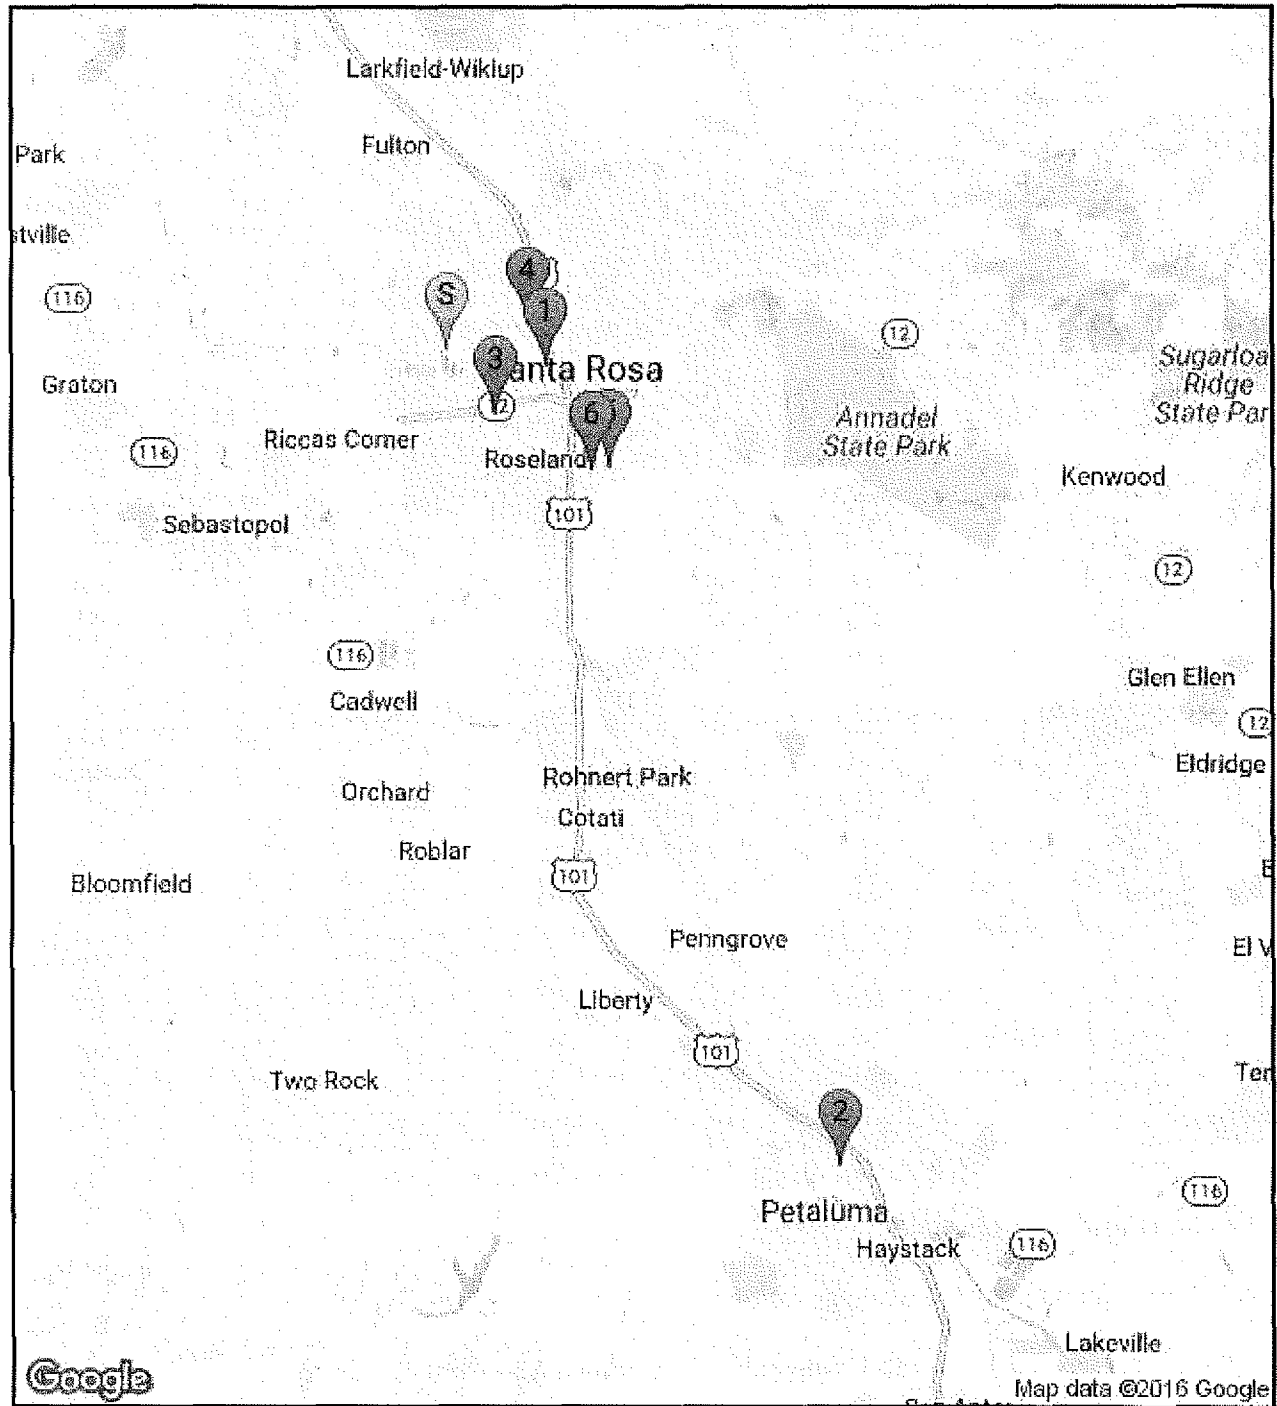 Larkfield-Wiklup
Fulton
Park
stville
4
S
116
1
12
3
anta Rosa
Sugarloa
Ridge
State Par
Graton
12
6
Annadel
State Park
Riccas Corner
116
Roseland
Kenwood
101
Sebastopol
12
116
Glen Ellen
Cadwell
12
Eldridge
Rohnert Park
Orchard
Cotati
Roblar
101
Bloomfield
E
Penngrove
El V
Liberty
101
Ter
Two Rock
2
116
Petaluma
Haystack
116
Lakeville
Google
Map data ©2016 Google